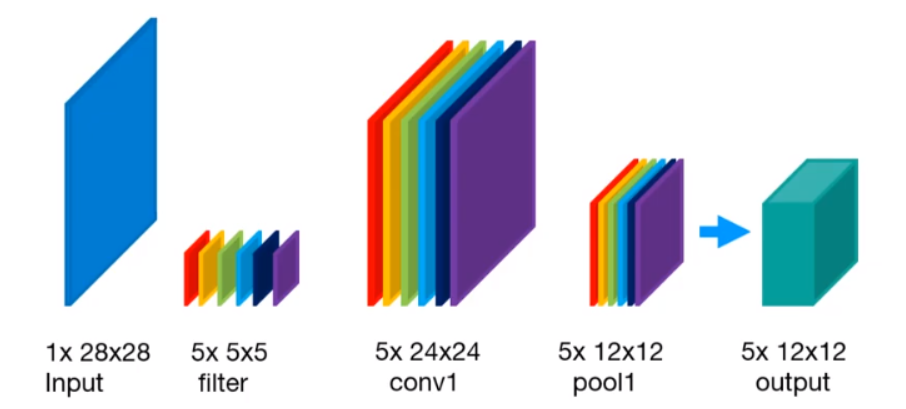 1x 28x28
Input
5x 5x5
filter
5x 24x24
conv1
5x 12x12
pool1
5x 12x12
output